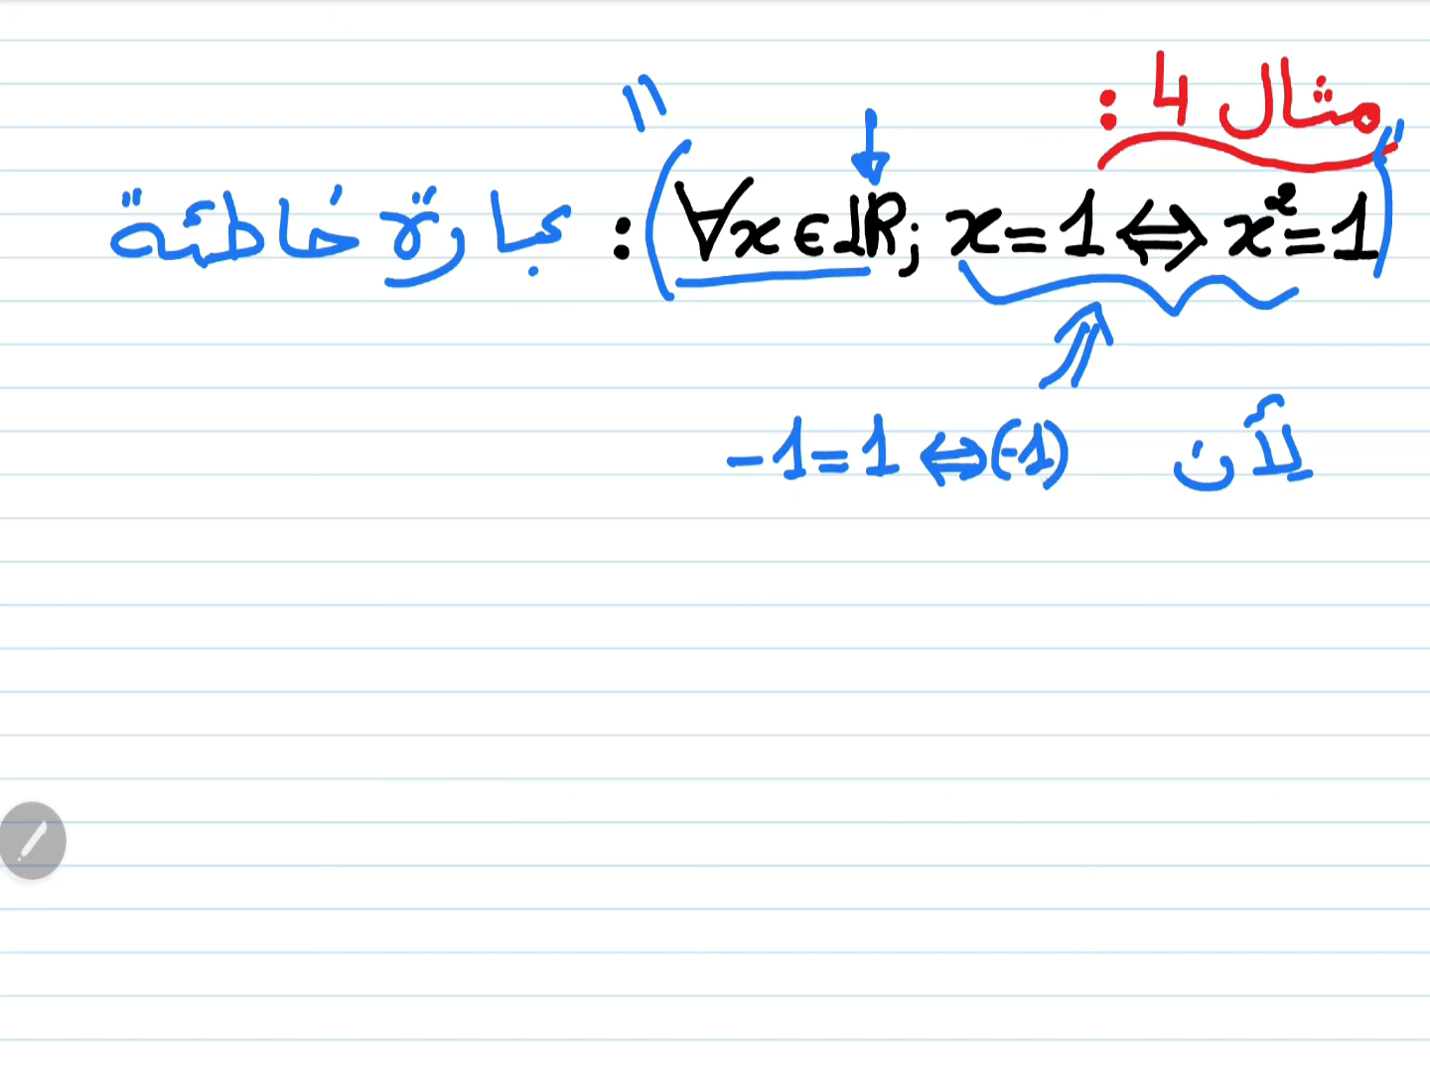 مثال 4 :
"(∀x∈ℝ; x=1⇔x²=1)" : عبارة خاطئة
لأن -1=1⇔(-1)